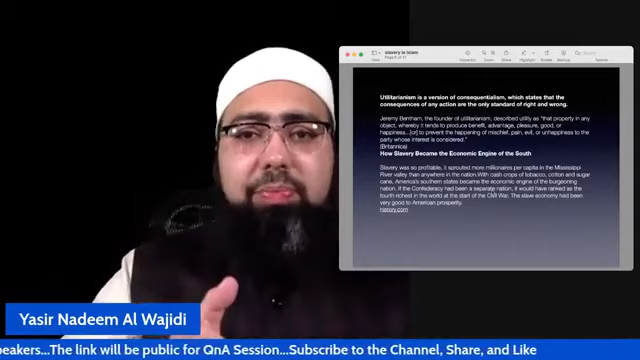 slavery in Islam
Utilitarianism is a version of consequentialism, which states that the
consequences of any action are the only standard of right and wrong.
Jeremy Bentham, the founder of utilitarianism, described utility as "that property in any
object, whereby it tends to produce benefit, advantage, pleasure, good, or
happiness...[or] to prevent the happening of mischief, pain, evil, or unhappiness to the
party whose interest is considered."
(Britannica)
How Slavery Became the Economic Engine of the South
Slavery was so profitable, it sprouted more millionaires per capita in the Mississippi
River valley than anywhere in the nation. With cash crops of tobacco, cotton and sugar
cane, America's southern states became the economic engine of the burgeoning
nation. If the Confederacy had been a separate nation, it would have ranked as the
fourth richest in the world at the start of the Civil War. The slave economy had been
very good to American prosperity.
history.com
Yasir Nadeem Al Wajidi
peakers...The link will be public for QnA Session...Subscribe to the Channel, Share, and Like